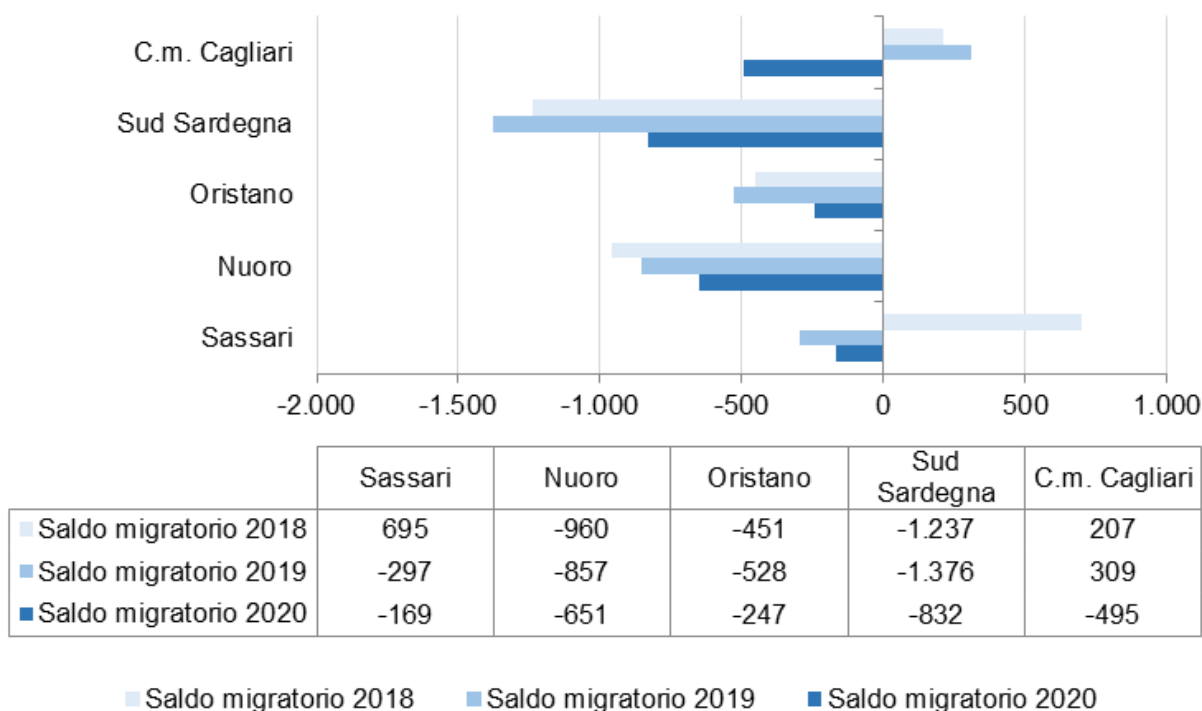 C.m. Cagliari
Sud Sardegna
Oristano
Nuoro
Sassari
-2.000 -1.500 -1.000 -500 0 500 1.000
Sassari Nuoro Oristano Sud Sardegna C.m. Cagliari
Saldo migratorio 2018 695 -960 -451 -1.237 207
Saldo migratorio 2019 -297 -857 -528 -1.376 309
Saldo migratorio 2020 -169 -651 -247 -832 -495
Saldo migratorio 2018 Saldo migratorio 2019 Saldo migratorio 2020